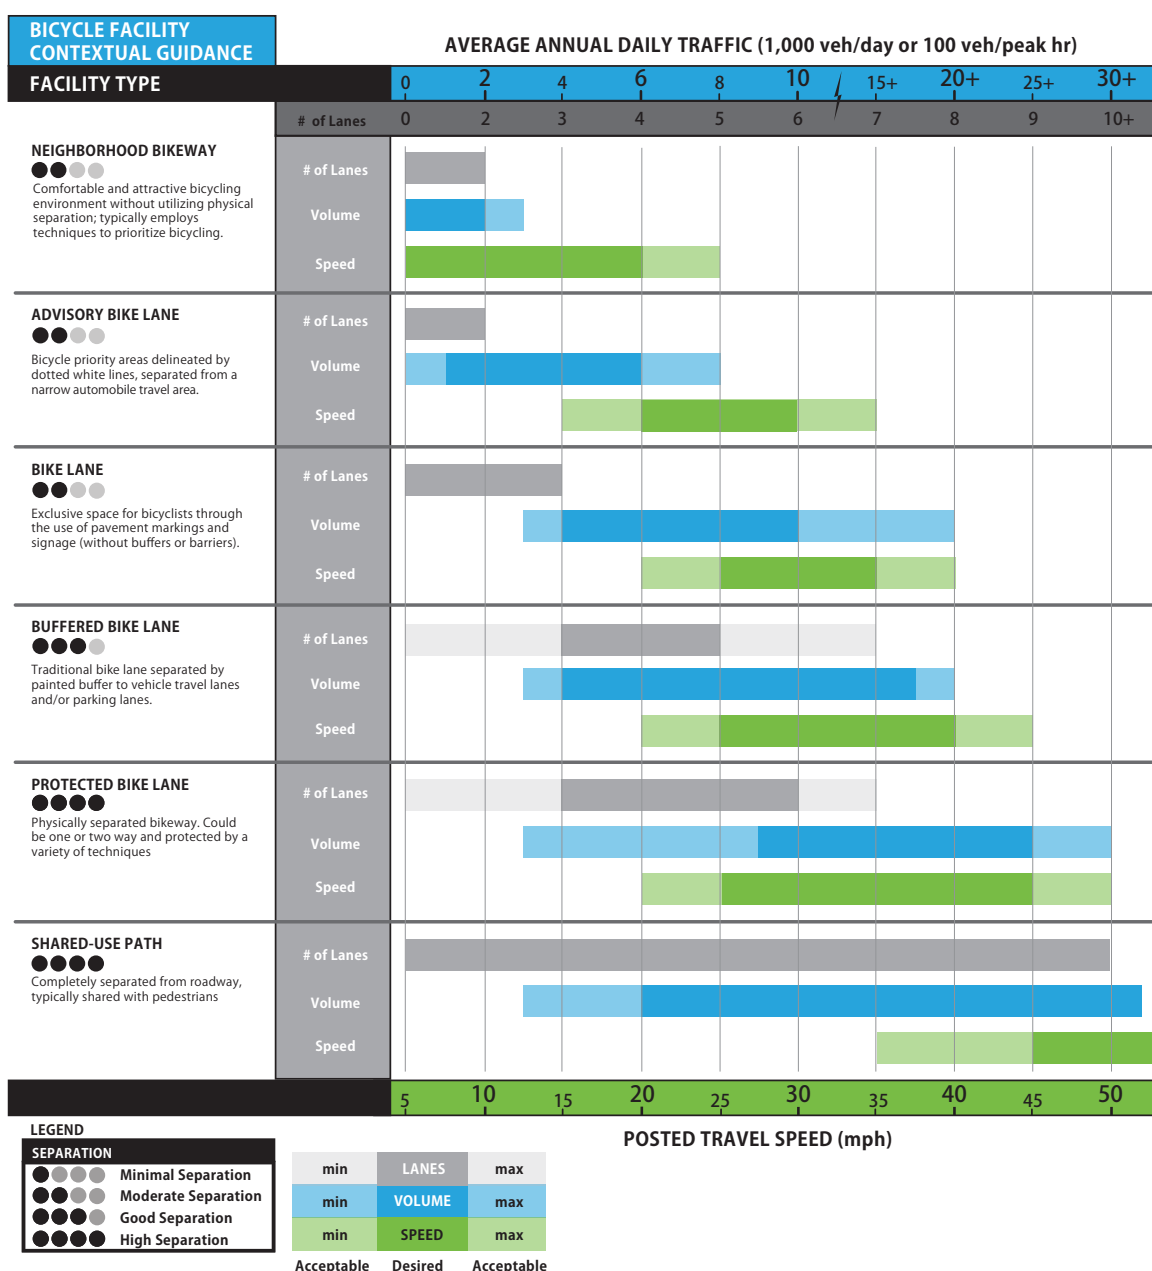 BICYCLE FACILITY
CONTEXTUAL GUIDANCE
AVERAGE ANNUAL DAILY TRAFFIC (1,000 veh/day or 100 veh/peak hr)
FACILITY TYPE
0 2 4 6 8 10 15+ 20+ 25+ 30+
# of Lanes 0 2 3 4 5 6 7 8 9 10+
NEIGHBORHOOD BIKEWAY
Comfortable and attractive bicycling
environment without utilizing physical
separation; typically employs
techniques to prioritize bicycling.
# of Lanes
Volume
Speed
ADVISORY BIKE LANE
Bicycle priority areas delineated by
dotted white lines, separated from a
narrow automobile travel area.
# of Lanes
Volume
Speed
BIKE LANE
Exclusive space for bicyclists through
the use of pavement markings and
signage (without buffers or barriers).
# of Lanes
Volume
Speed
BUFFERED BIKE LANE
Traditional bike lane separated by
painted buffer to vehicle travel lanes
and/or parking lanes.
# of Lanes
Volume
Speed
PROTECTED BIKE LANE
Physically separated bikeway. Could
be one or two way and protected by a
variety of techniques
# of Lanes
Volume
Speed
SHARED-USE PATH
Completely separated from roadway,
typically shared with pedestrians
# of Lanes
Volume
Speed
5 10 15 20 25 30 35 40 45 50
POSTED TRAVEL SPEED (mph)
LEGEND
SEPARATION
Minimal Separation
Moderate Separation
Good Separation
High Separation
min LANES max
min VOLUME max
min SPEED max
Acceptable Desired Acceptable